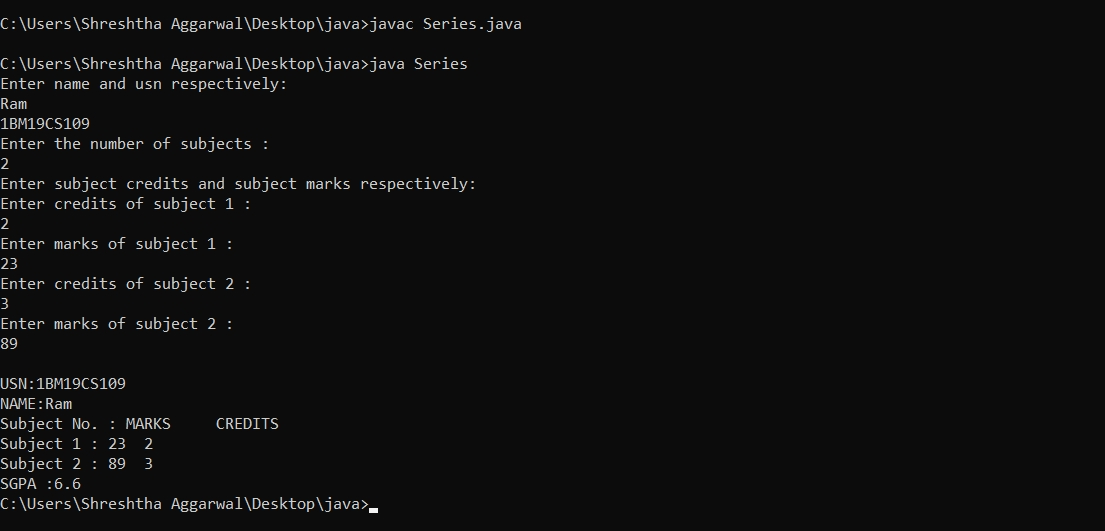 C:\Users\Shreshtha Aggarwal\Desktop\java>javac Series.java
C:\Users\Shreshtha Aggarwal\Desktop\java>java Series
Enter name and usn respectively:
Ram
1BM19CS109
Enter the number of subjects :
2
Enter subject credits and subject marks respectively:
Enter credits of subject 1 :
2
Enter marks of subject 1 :
23
Enter credits of subject 2 :
3
Enter marks of subject 2 :
89
USN:1BM19CS109
NAME:Ram
Subject No. : MARKS     CREDITS
Subject 1 : 23  2
Subject 2 : 89  3
SGPA :6.6
C:\Users\Shreshtha Aggarwal\Desktop\java>